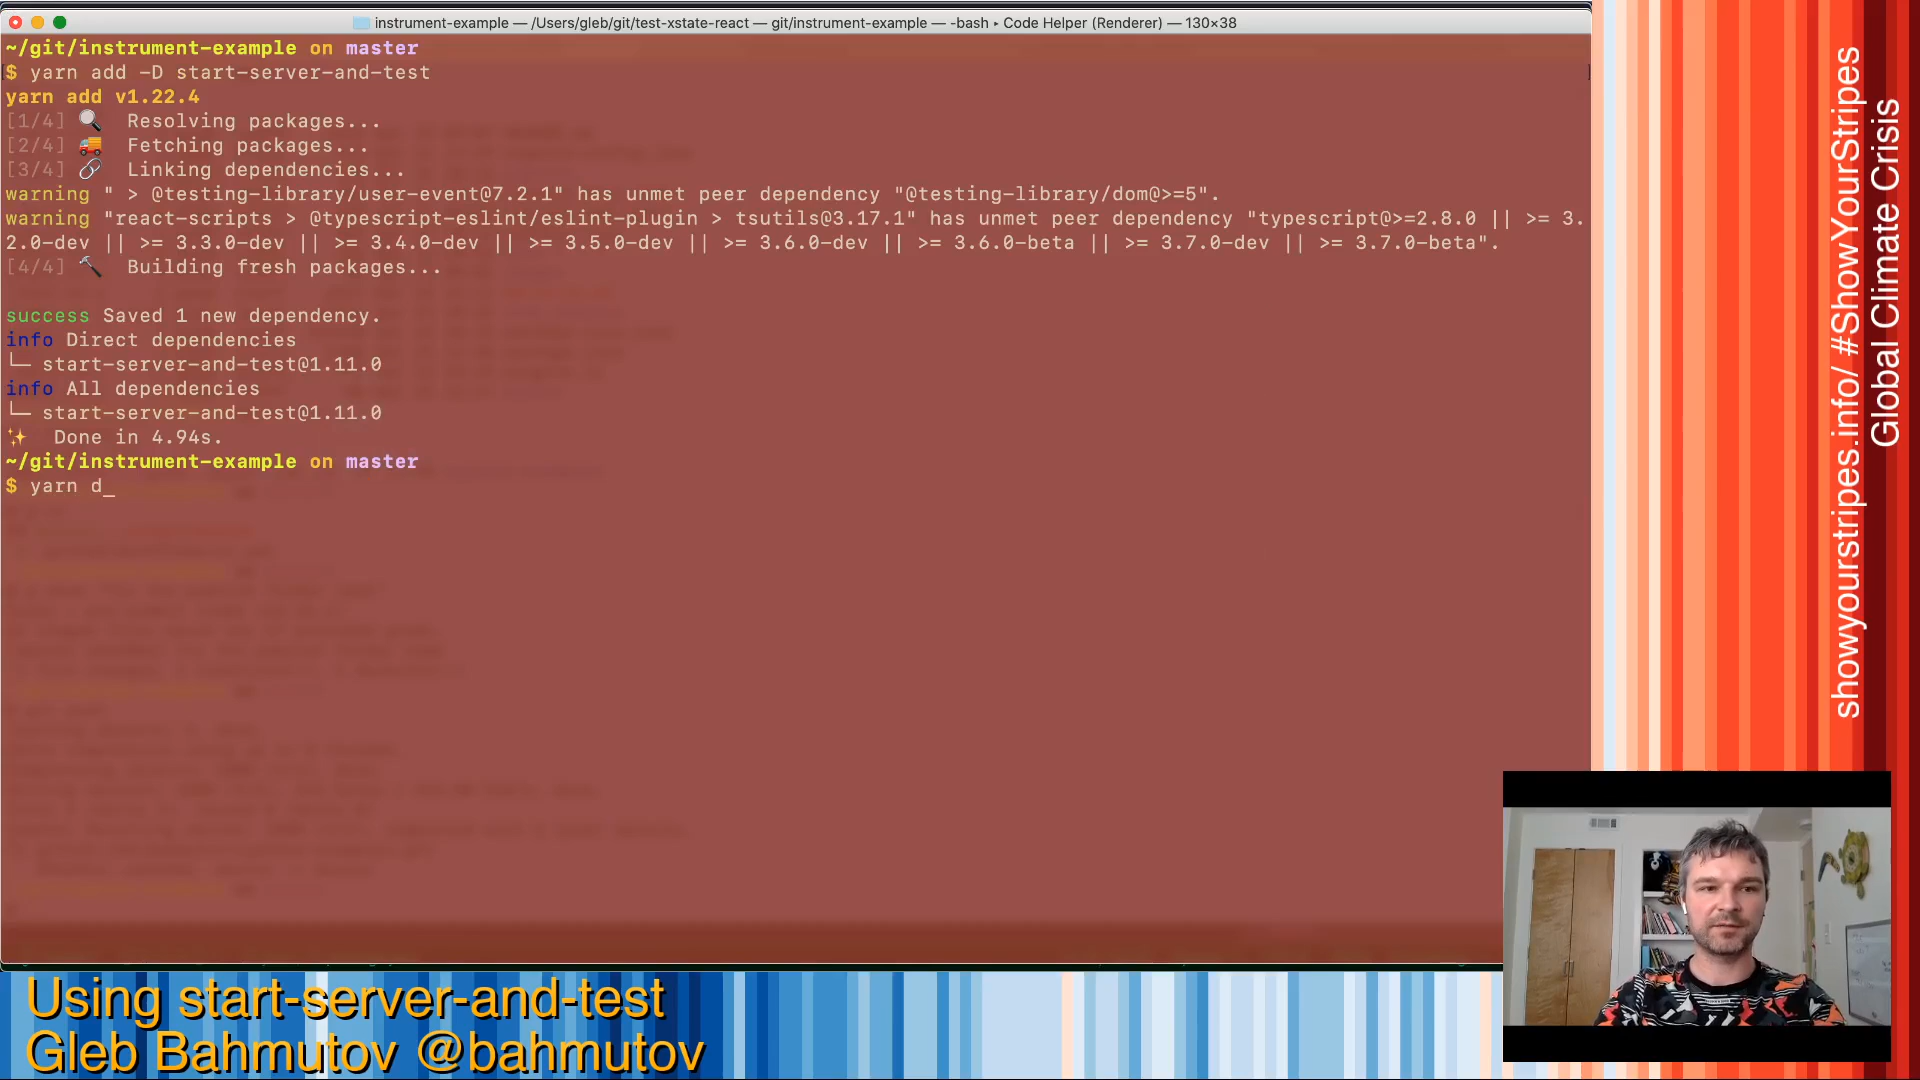 instrument-example — /Users/gleb/git/test-xstate-react — git/instrument-example — -bash ▸ Code Helper (Renderer) — 130×38
~/git/instrument-example on master
$ yarn add -D start-server-and-test
yarn add v1.22.4
[1/4] 🔍  Resolving packages...
[2/4] 🚚  Fetching packages...
[3/4] 🔗  Linking dependencies...
warning " > @testing-library/user-event@7.2.1" has unmet peer dependency "@testing-library/dom@>=5".
warning "react-scripts > @typescript-eslint/eslint-plugin > tsutils@3.17.1" has unmet peer dependency "typescript@>=2.8.0 || >= 3.
2.0-dev || >= 3.3.0-dev || >= 3.4.0-dev || >= 3.5.0-dev || >= 3.6.0-dev || >= 3.6.0-beta || >= 3.7.0-dev || >= 3.7.0-beta".
[4/4] 🔨  Building fresh packages...
success Saved 1 new dependency.
info Direct dependencies
└─ start-server-and-test@1.11.0
info All dependencies
└─ start-server-and-test@1.11.0
✨  Done in 4.94s.
~/git/instrument-example on master
$ yarn d_
showyourstripes.info/ #ShowYourStripes
Global Climate Crisis
Using start-server-and-test
Gleb Bahmutov @bahmutov